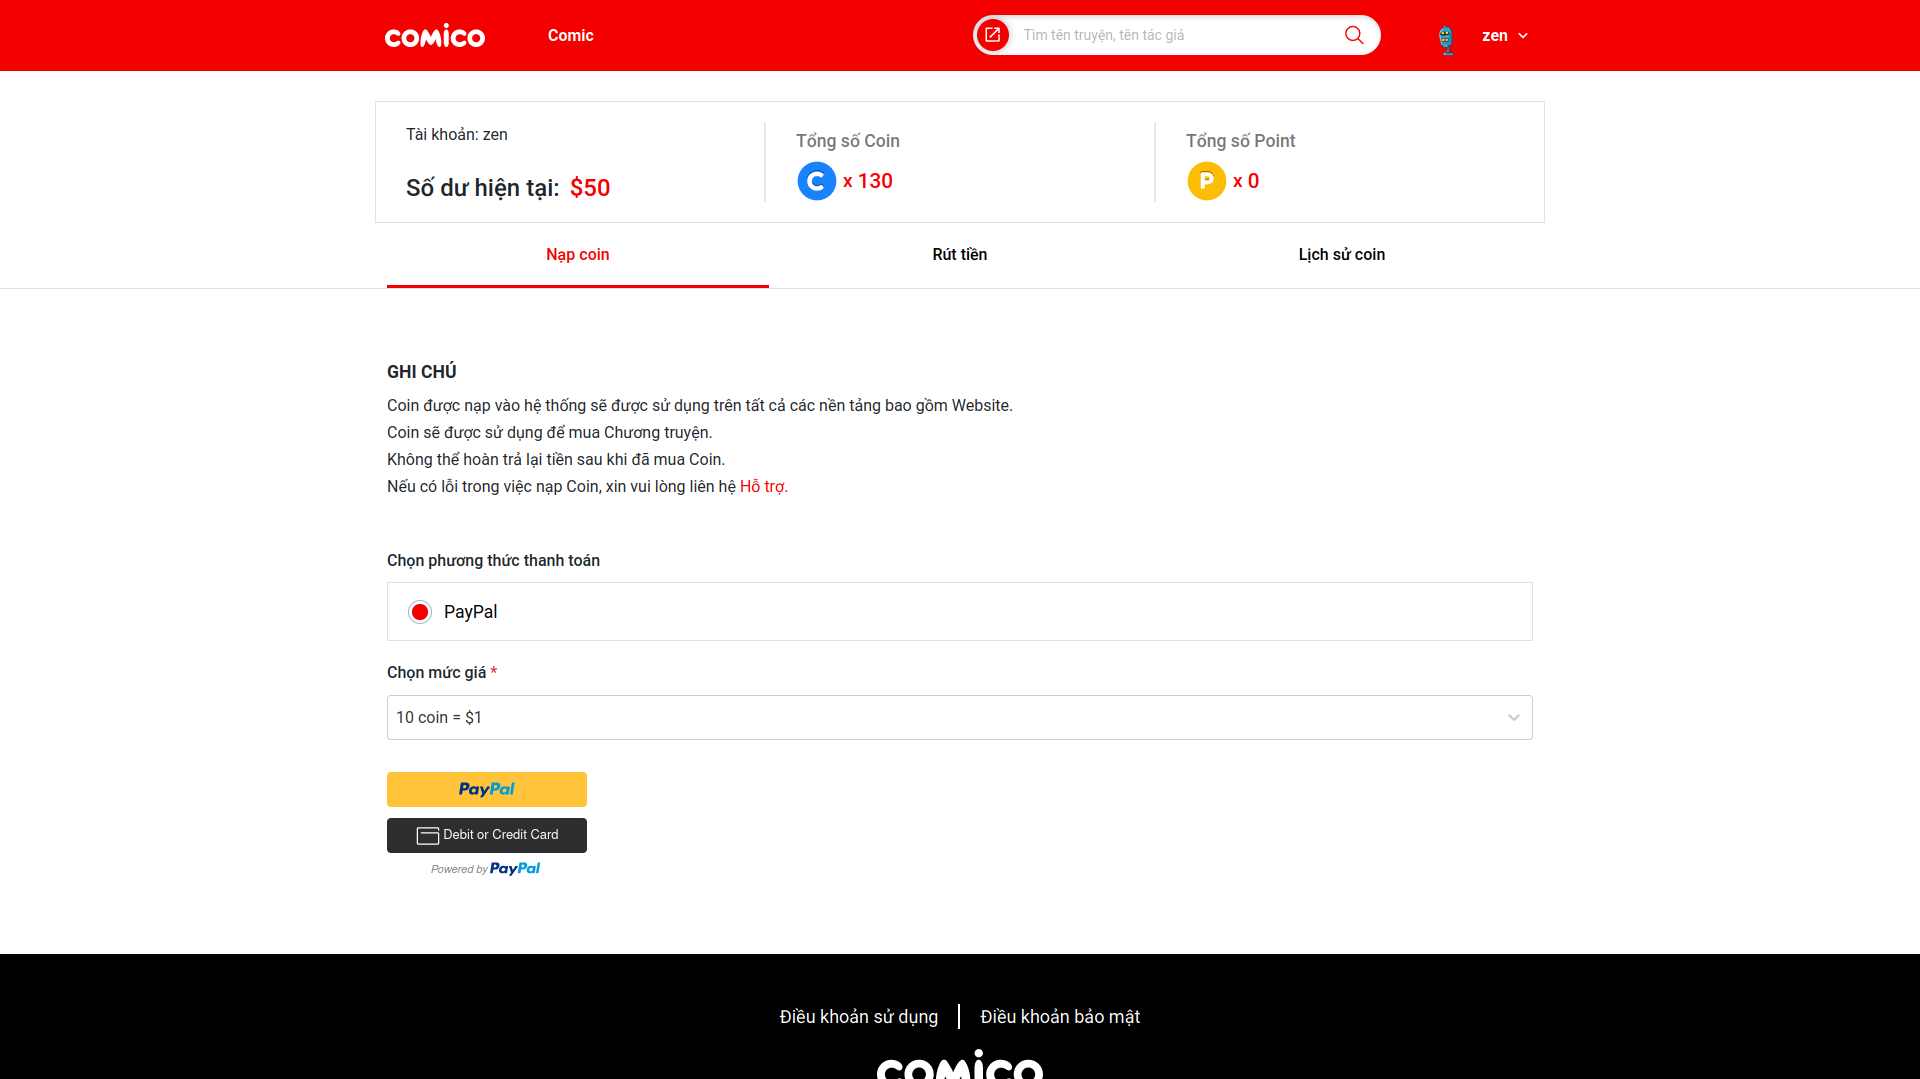 comico
Comic
Tìm tên truyện, tên tác giả
zen
Tài khoản: zen
Số dư hiện tại: $50
Tổng số Coin
C x 130
Tổng số Point
P x 0
Nạp coin
Rút tiền
Lịch sử coin
GHI CHÚ
Coin được nạp vào hệ thống sẽ được sử dụng trên tất cả các nền tảng bao gồm Website.
Coin sẽ được sử dụng để mua Chương truyện.
Không thể hoàn trả lại tiền sau khi đã mua Coin.
Nếu có lỗi trong việc nạp Coin, xin vui lòng liên hệ Hỗ trợ.
Chọn phương thức thanh toán
PayPal
Chọn mức giá *
10 coin = $1
PayPal
Debit or Credit Card
Powered by PayPal
Điều khoản sử dụng
Điều khoản bảo mật
comico